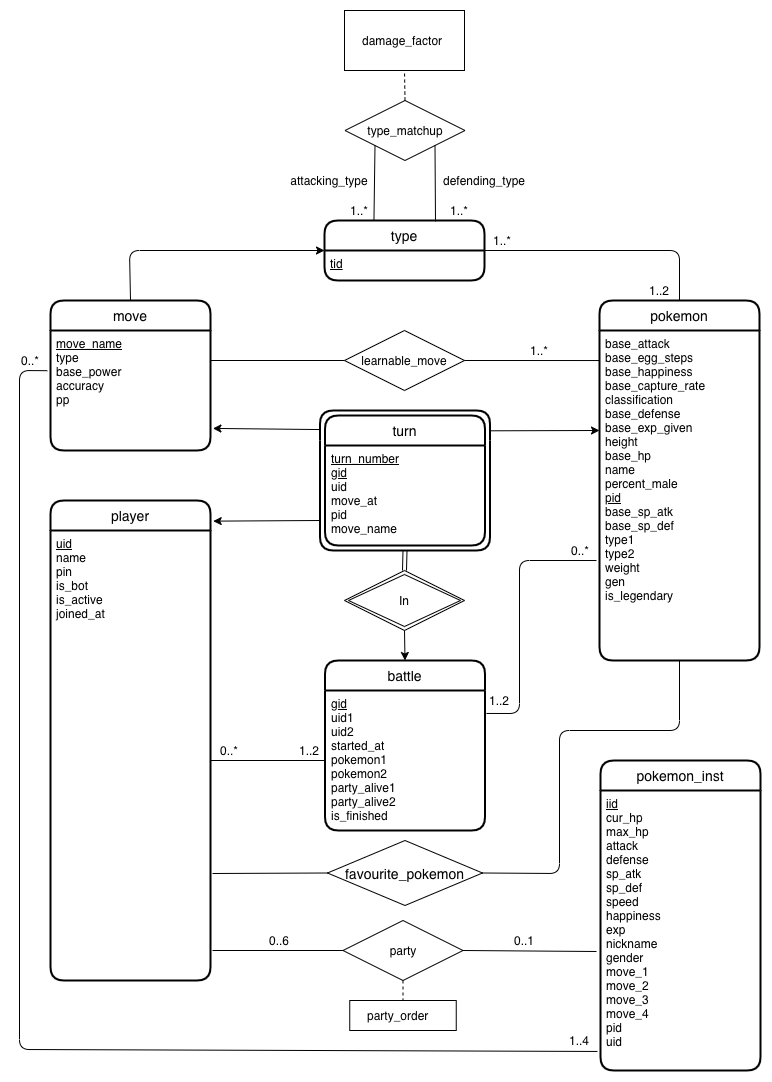 damage_factor
type_matchup
attacking_type
defending_type
1..*
1..*
type
1..*
tid
1..2
move
pokemon
move_name
type
base_power
accuracy
pp
0..*
learnable_move
1..*
base_attack
base_egg_steps
base_happiness
base_capture_rate
classification
base_defense
base_exp_given
height
base_hp
name
percent_male
pid
base_sp_atk
base_sp_def
type1
type2
weight
gen
is_legendary
turn
turn_number
gid
uid
move_at
pid
move_name
player
uid
name
pin
is_bot
is_active
joined_at
0..*
In
battle
gid
uid1
uid2
started_at
pokemon1
pokemon2
party_alive1
party_alive2
is_finished
1..2
0..*
1..2
pokemon_inst
iid
cur_hp
max_hp
attack
defense
sp_atk
sp_def
speed
happiness
exp
nickname
gender
move_1
move_2
move_3
move_4
pid
uid
favourite_pokemon
0..6
party
0..1
party_order
1..4